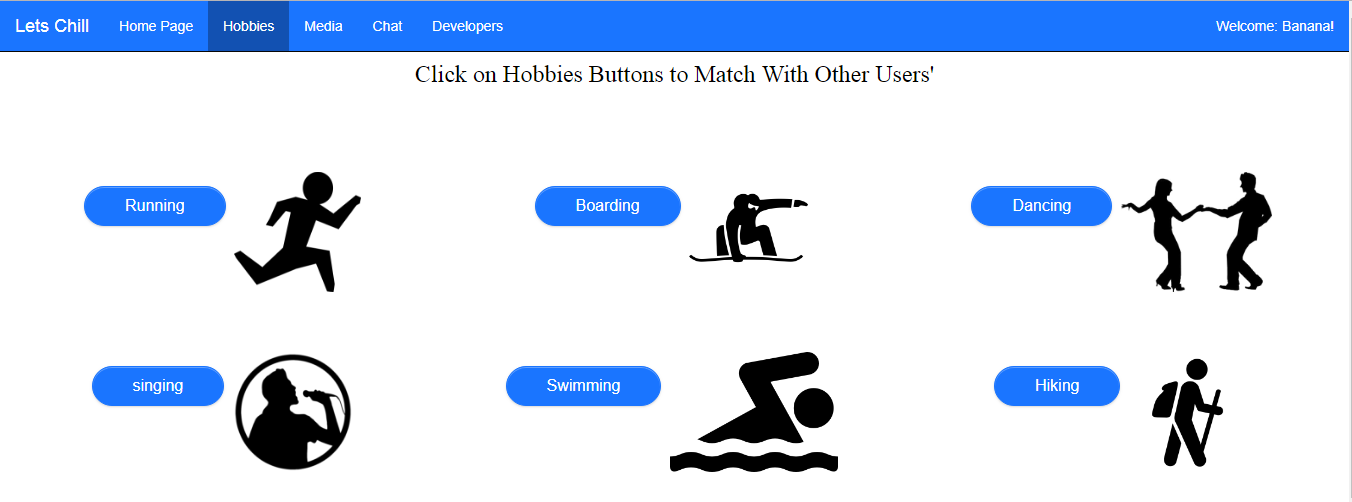 Lets Chill Home Page Hobbies Media Chat Developers Welcome: Banana!
Click on Hobbies Buttons to Match With Other Users'
Running Boarding Dancing
singing Swimming Hiking